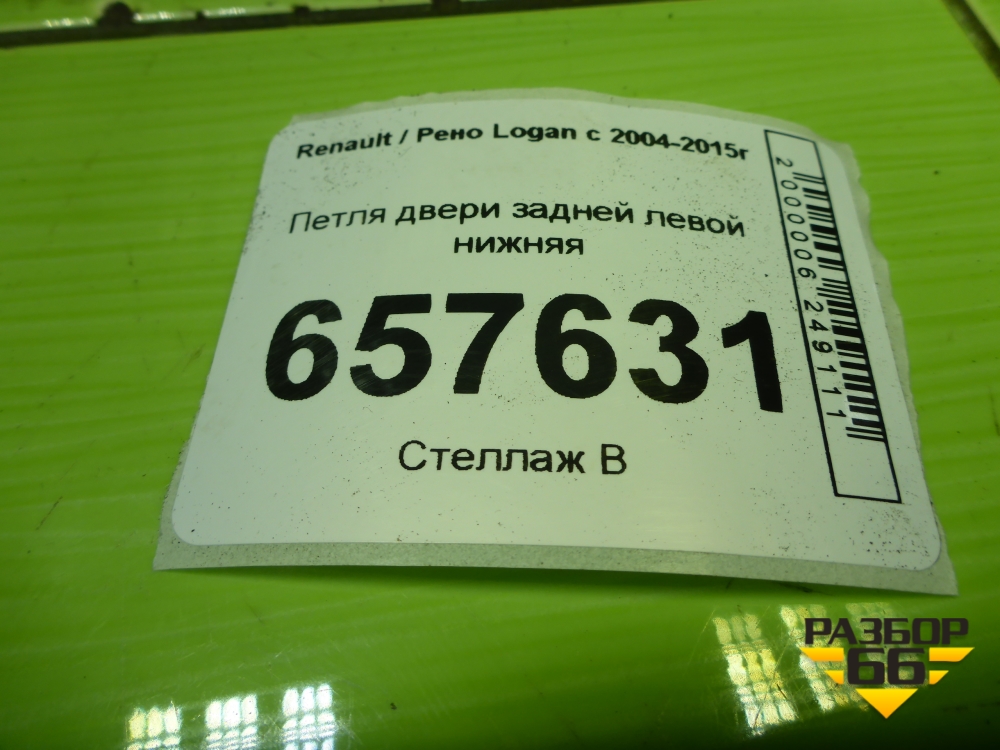 Renault / Рено Logan с 2004-2015г
Петля двери задней левой
нижняя
657631
Стеллаж В
2000006249111
РАЗБОР
66